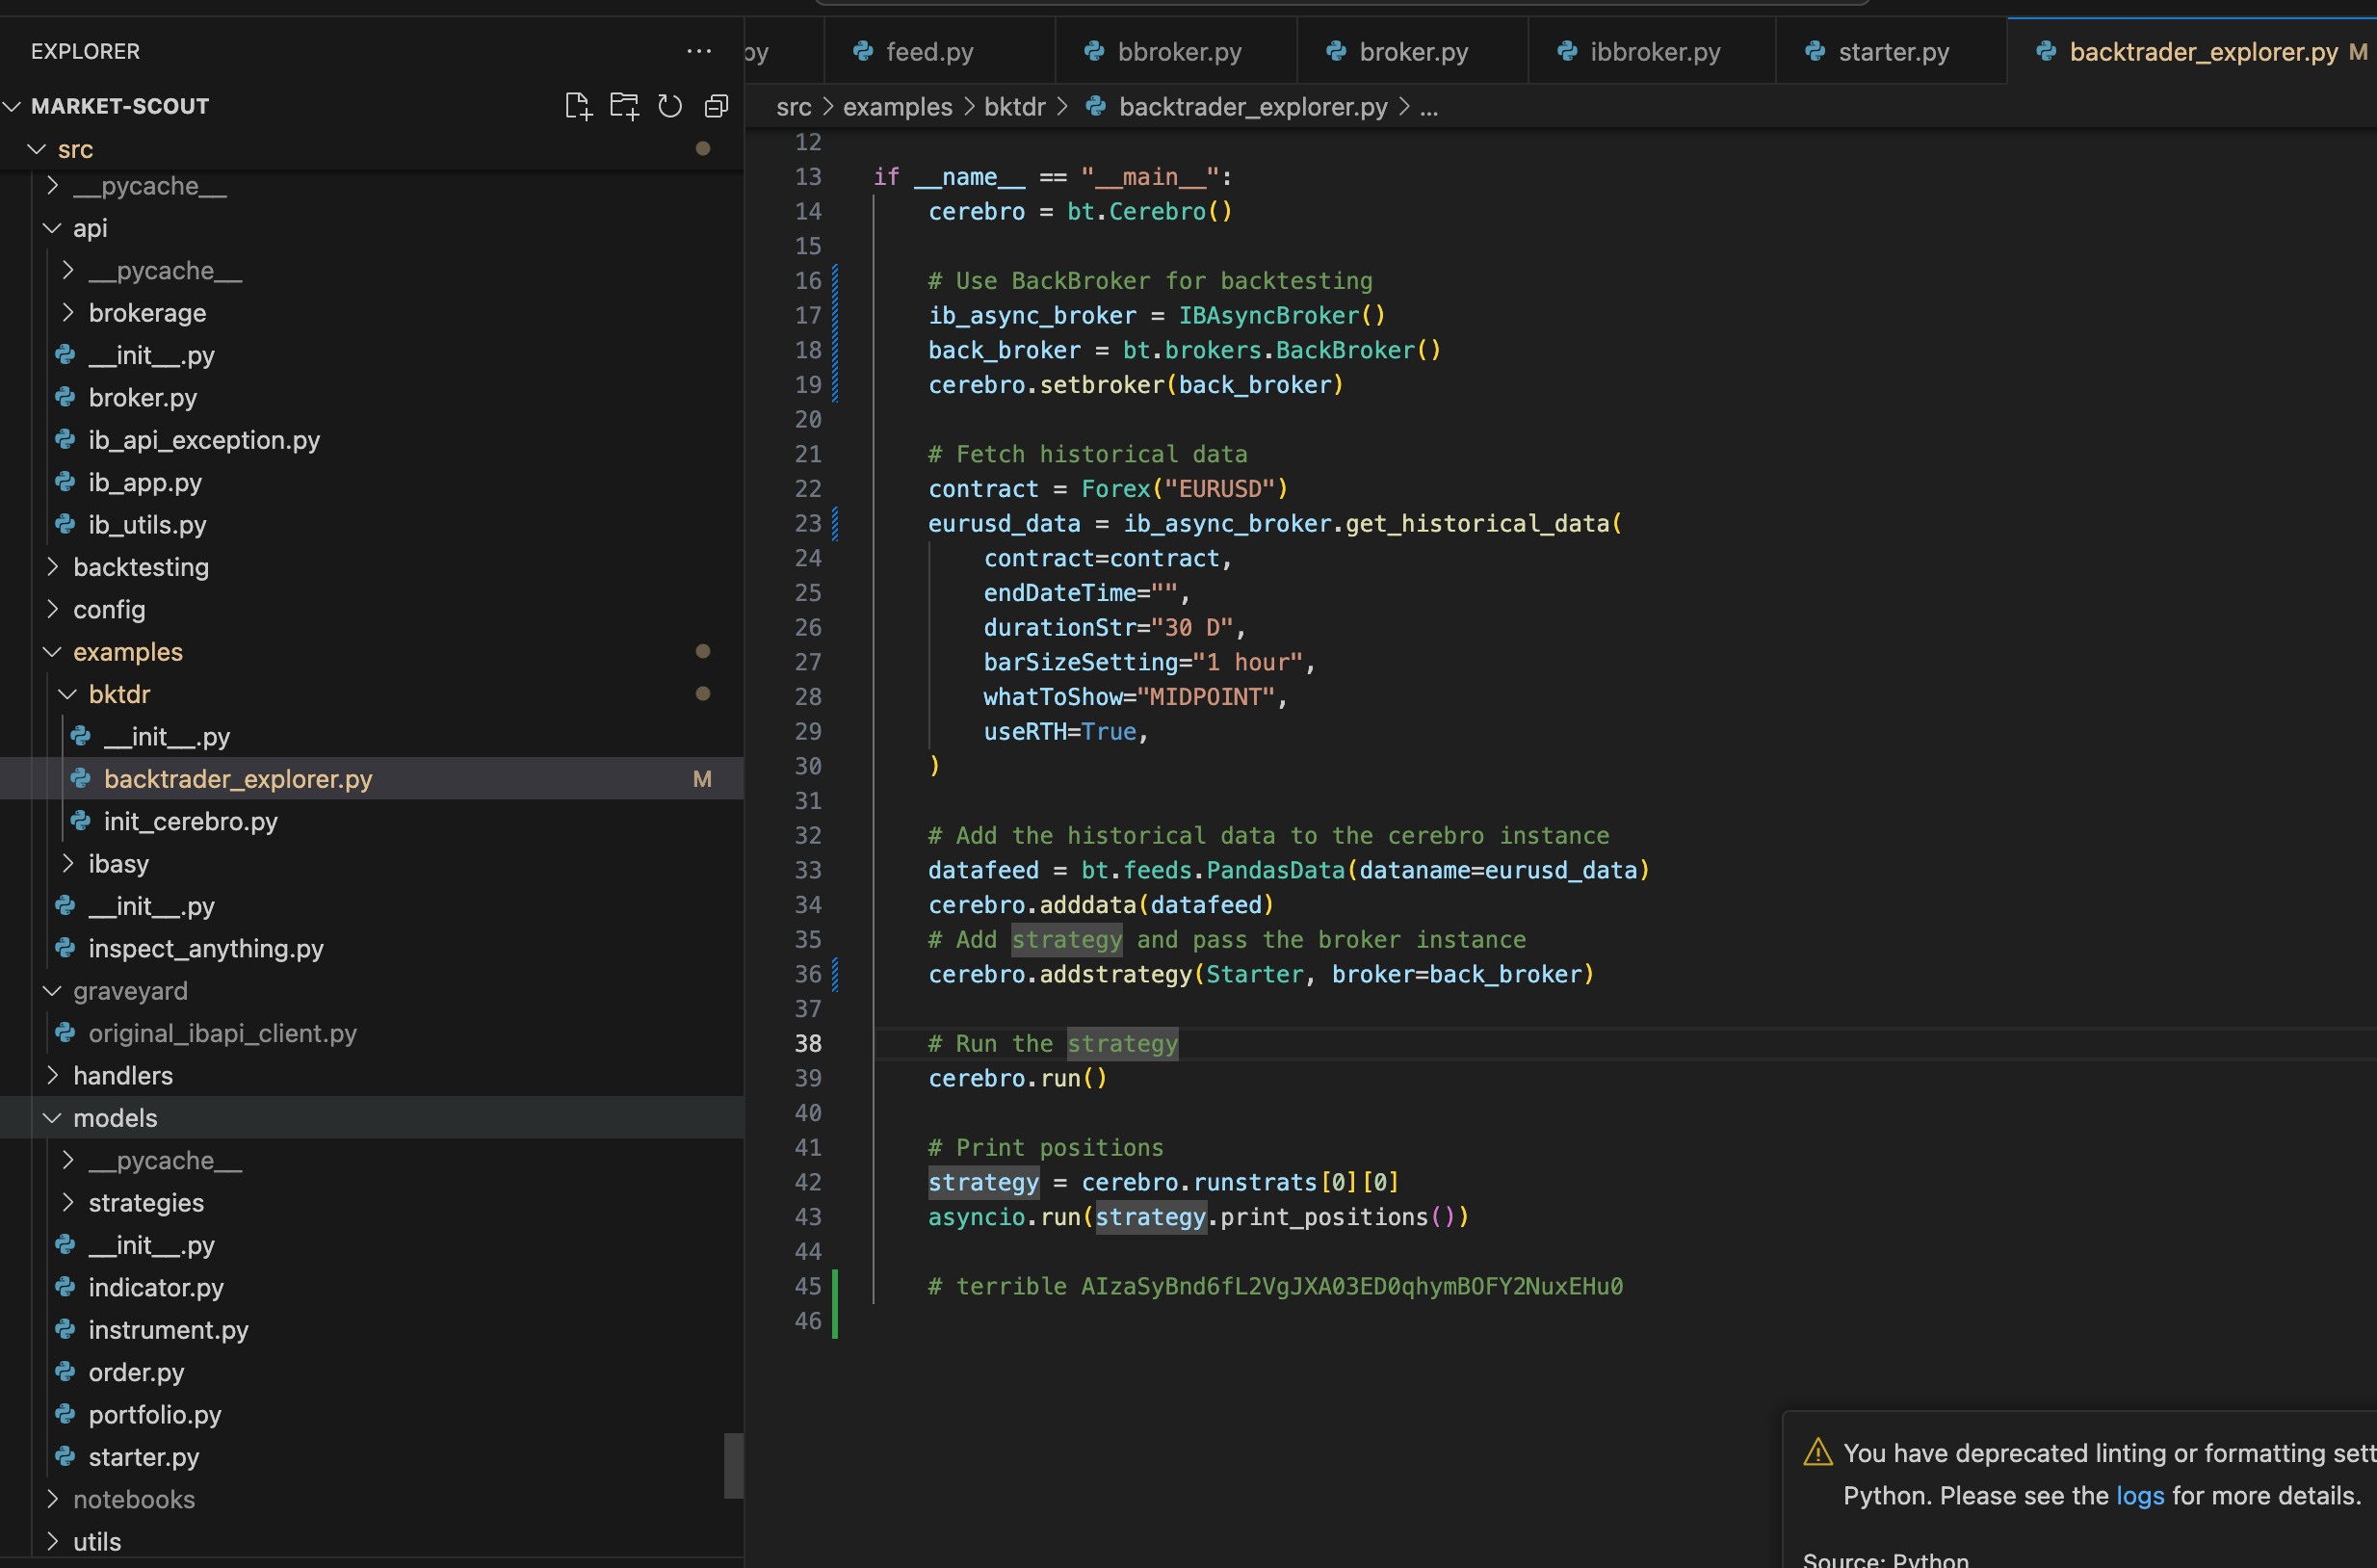 EXPLORER
MARKET-SCOUT
src
__pycache__
api
__pycache__
brokerage
__init__.py
broker.py
ib_api_exception.py
ib_app.py
ib_utils.py
backtesting
config
examples
bktdr
__init__.py
backtrader_explorer.py M
init_cerebro.py
ibasy
__init__.py
inspect_anything.py
graveyard
original_ibapi_client.py
handlers
models
__pycache__
strategies
__init__.py
indicator.py
instrument.py
order.py
portfolio.py
starter.py
notebooks
utils
py feed.py bbroker.py broker.py ibbroker.py starter.py backtrader_explorer.py M
src > examples > bktdr > backtrader_explorer.py > ...
12
13 if __name__ == "__main__":
14 cerebro = bt.Cerebro()
15
16 # Use BackBroker for backtesting
17 ib_async_broker = IBAsyncBroker()
18 back_broker = bt.brokers.BackBroker()
19 cerebro.setbroker(back_broker)
20
21 # Fetch historical data
22 contract = Forex("EURUSD")
23 eurusd_data = ib_async_broker.get_historical_data(
24 contract=contract,
25 endDateTime="",
26 durationStr="30 D",
27 barSizeSetting="1 hour",
28 whatToShow="MIDPOINT",
29 useRTH=True,
30 )
31
32 # Add the historical data to the cerebro instance
33 datafeed = bt.feeds.PandasData(dataname=eurusd_data)
34 cerebro.adddata(datafeed)
35 # Add strategy and pass the broker instance
36 cerebro.addstrategy(Starter, broker=back_broker)
37
38 # Run the strategy
39 cerebro.run()
40
41 # Print positions
42 strategy = cerebro.runstrats[0][0]
43 asyncio.run(strategy.print_positions())
44
45 # terrible AIzaSyBnd6fL2VgJXA03ED0qhymBOFY2NuxEHu0
46
You have deprecated linting or formatting sett
Python. Please see the logs for more details.
Source: Python